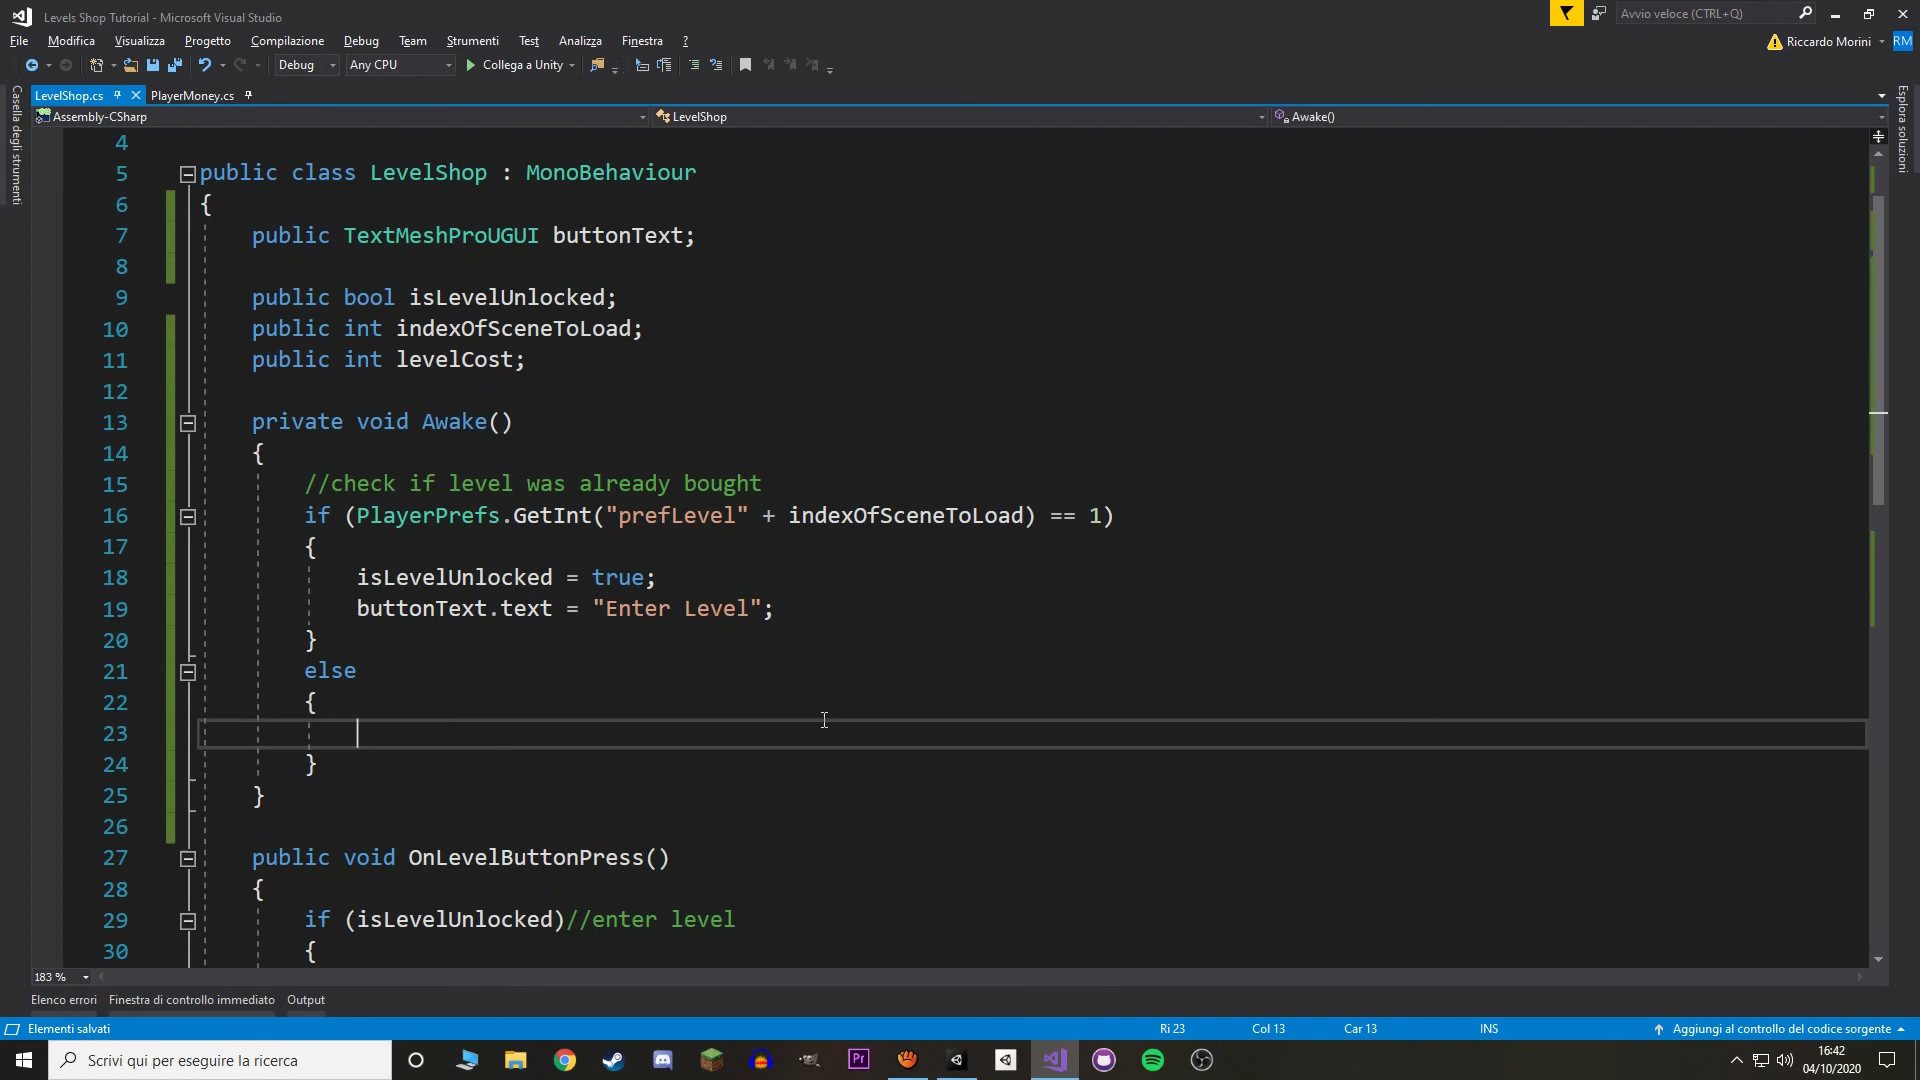 Levels Shop Tutorial - Microsoft Visual Studio
Avvio veloce (CTRL+Q)
File Modifica Visualizza Progetto Compilazione Debug Team Strumenti Test Analizza Finestra ?
Riccardo Morini RM
Debug Any CPU Collega a Unity
LevelShop.cs PlayerMoney.cs
Assembly-CSharp LevelShop Awake()
Casella degli strumenti
Esplora soluzioni
4
5 public class LevelShop : MonoBehaviour
6 {
7 public TextMeshProUGUI buttonText;
8
9 public bool isLevelUnlocked;
10 public int indexOfSceneToLoad;
11 public int levelCost;
12
13 private void Awake()
14 {
15 //check if level was already bought
16 if (PlayerPrefs.GetInt("prefLevel" + indexOfSceneToLoad) == 1)
17 {
18 isLevelUnlocked = true;
19 buttonText.text = "Enter Level";
20 }
21 else
22 {
23
24 }
25 }
26
27 public void OnLevelButtonPress()
28 {
29 if (isLevelUnlocked)//enter level
30 {
183 %
Elenco errori Finestra di controllo immediato Output
Elementi salvati Ri 23 Col 13 Car 13 INS Aggiungi al controllo del codice sorgente
Scrivi qui per eseguire la ricerca
Pr
16:42
04/10/2020